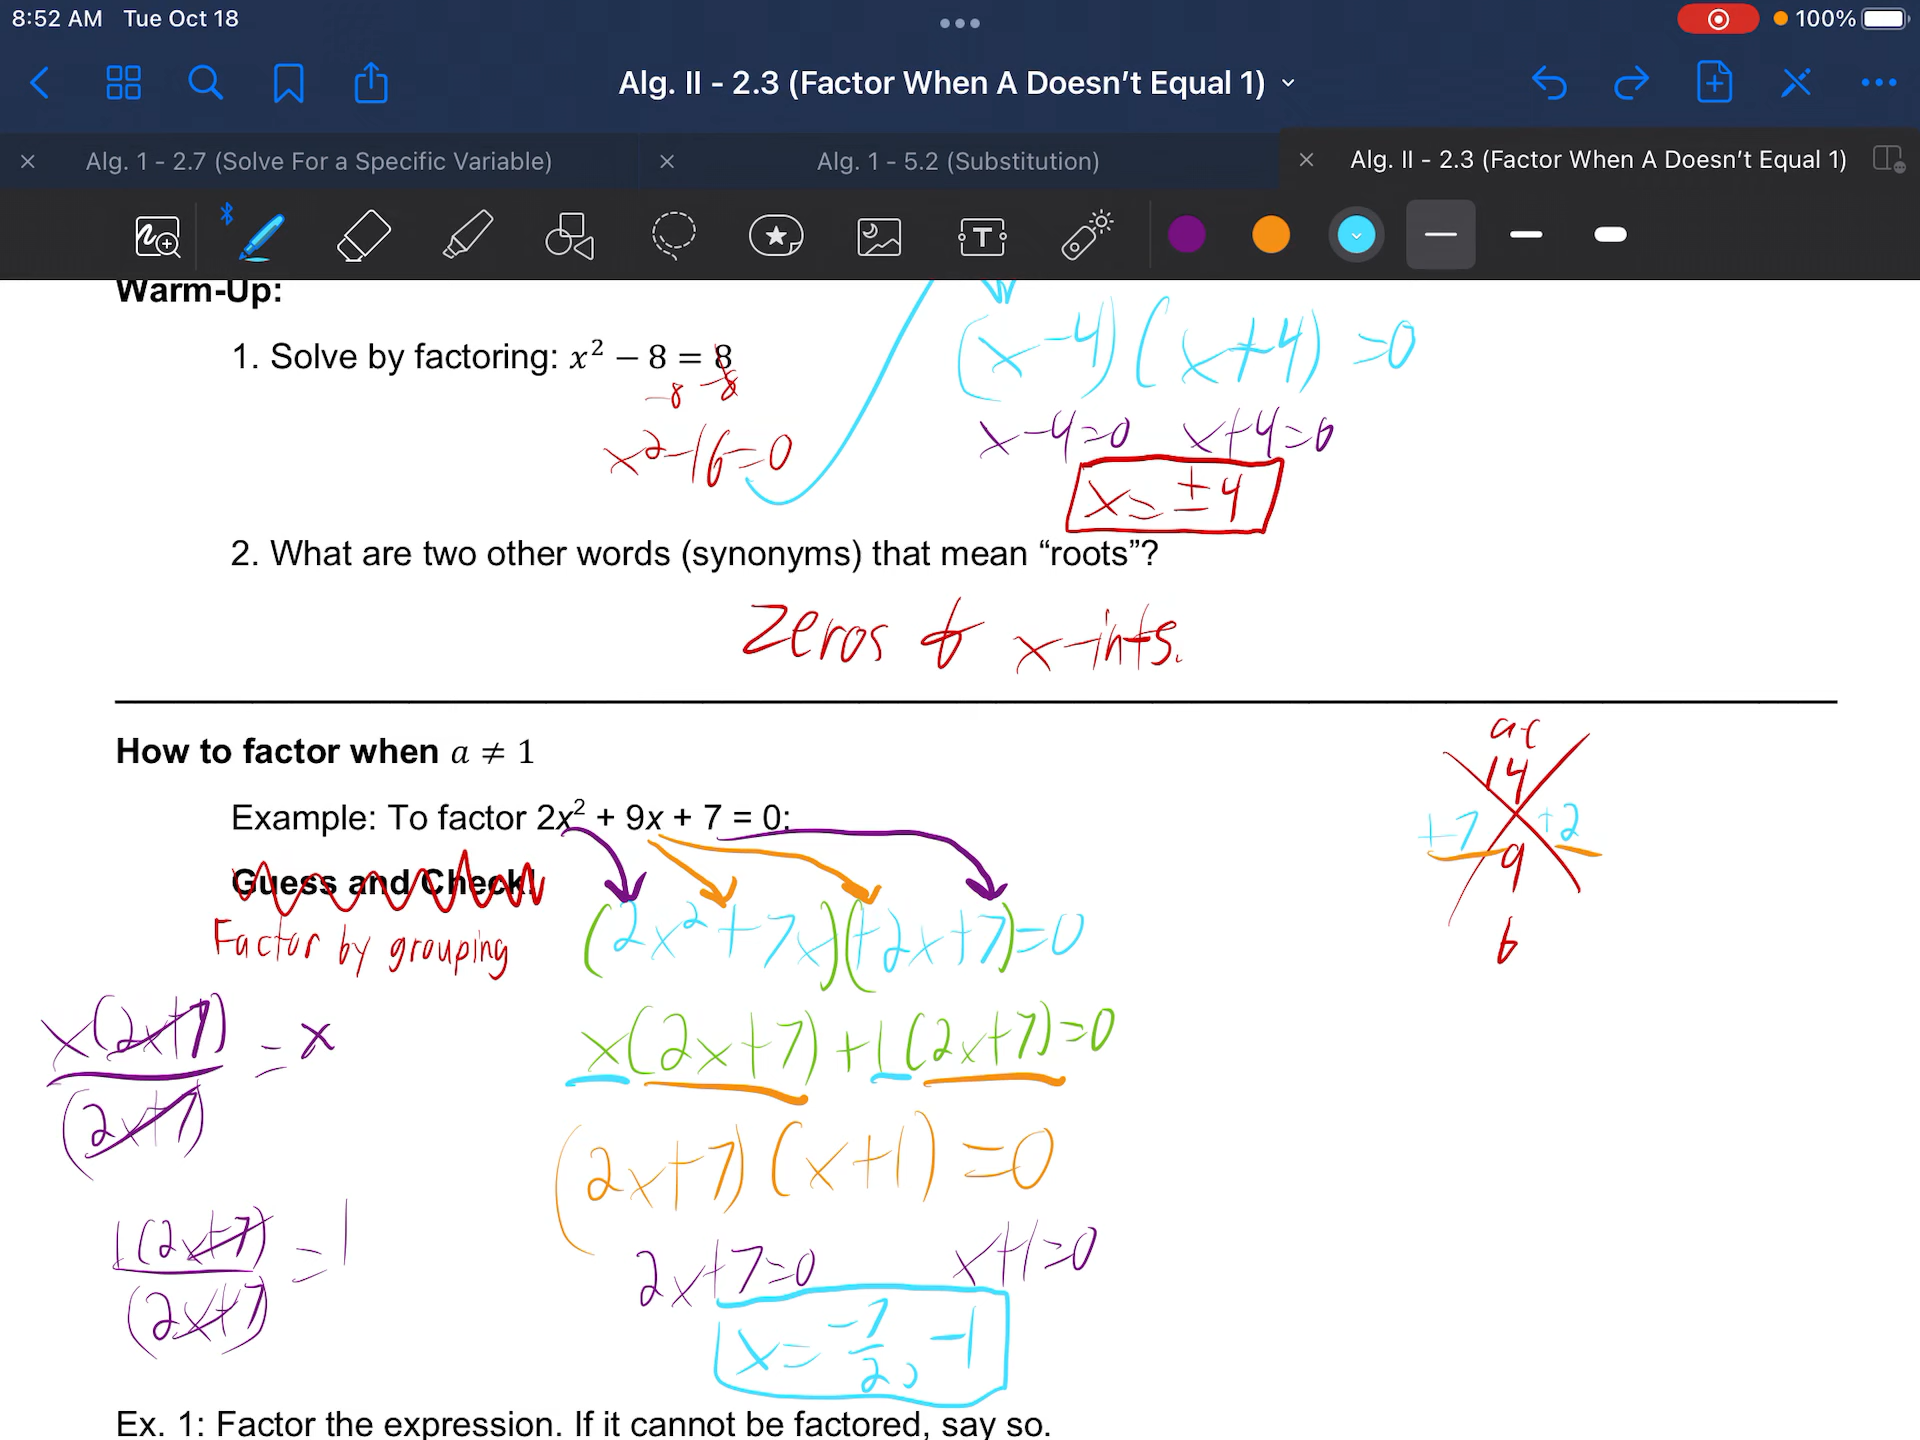 8:52 AM Tue Oct 18
100%
Alg. II - 2.3 (Factor When A Doesn't Equal 1)
Alg. 1 - 2.7 (Solve For a Specific Variable)
Alg. 1 - 5.2 (Substitution)
Alg. II - 2.3 (Factor When A Doesn't Equal 1)
T
Warm-Up:
(x-4)(x+4)=0
1. Solve by factoring: x² − 8 = 8
-8 -8
x-4=0 x+4=0
x²-16=0
x=±4
2. What are two other words (synonyms) that mean “roots”?
Zeros & x-ints.
How to factor when a ≠ 1
ac
14
+7 +2
9
b
Example: To factor 2x² + 9x + 7 = 0:
Guess and Check!
Factor by grouping
(2x²+7x)(+2x+7)=0
x(2x+7)/(2x+7) = x
x(2x+7)+1(2x+7)=0
(2x+7)(x+1)=0
1(2x+7)/(2x+7) = 1
2x+7=0 x+1=0
x= -7/2, -1
Ex. 1: Factor the expression. If it cannot be factored, say so.